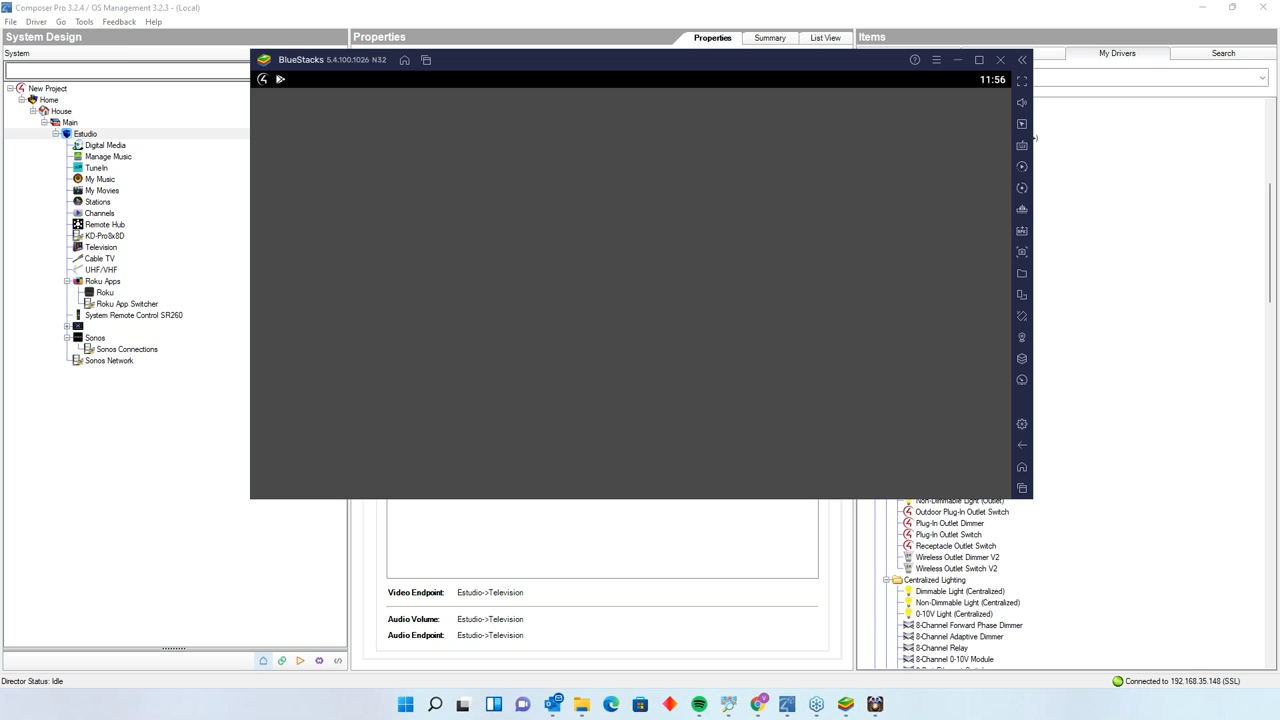 Composer Pro 3.2.4 / OS Management 3.2.3 - (Local)
File Driver Go Tools Feedback Help
System Design
Properties
Properties
Summary
List View
Items
System
BlueStacks 5.4.100.1026 N32
My Drivers
Search
11:56
New Project
Home
House
Main
Estudio
Digital Media
Manage Music
TuneIn
My Music
My Movies
Stations
Channels
Remote Hub
KD-Pro8x8D
Television
Cable TV
UHF/VHF
Roku Apps
Roku
Roku App Switcher
System Remote Control SR260
Sonos
Sonos Connections
Sonos Network
Non-Dimmable Light (Outlet)
Outdoor Plug-In Outlet Switch
Plug-In Outlet Dimmer
Plug-In Outlet Switch
Receptacle Outlet Switch
Wireless Outlet Dimmer V2
Wireless Outlet Switch V2
Centralized Lighting
Dimmable Light (Centralized)
Non-Dimmable Light (Centralized)
0-10V Light (Centralized)
8-Channel Forward Phase Dimmer
8-Channel Adaptive Dimmer
8-Channel Relay
8-Channel 0-10V Module
Video Endpoint: Estudio->Television
Audio Volume: Estudio->Television
Audio Endpoint: Estudio->Television
Director Status: Idle
Connected to 192.168.35.148 (SSL)